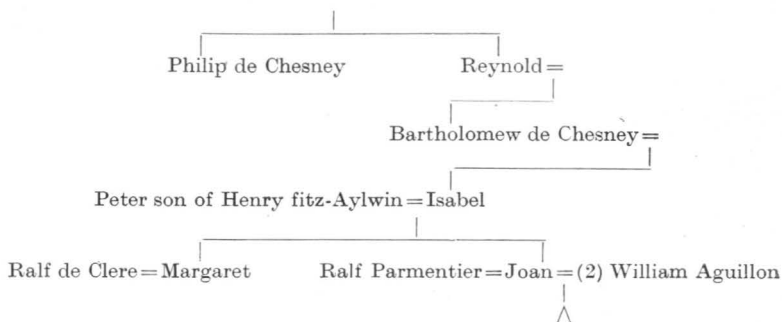 Philip de Chesney Reynold=
Bartholomew de Chesney=
Peter son of Henry fitz-Aylwin=Isabel
Ralf de Clere=Margaret Ralf Parmentier=Joan=(2) William Aguillon